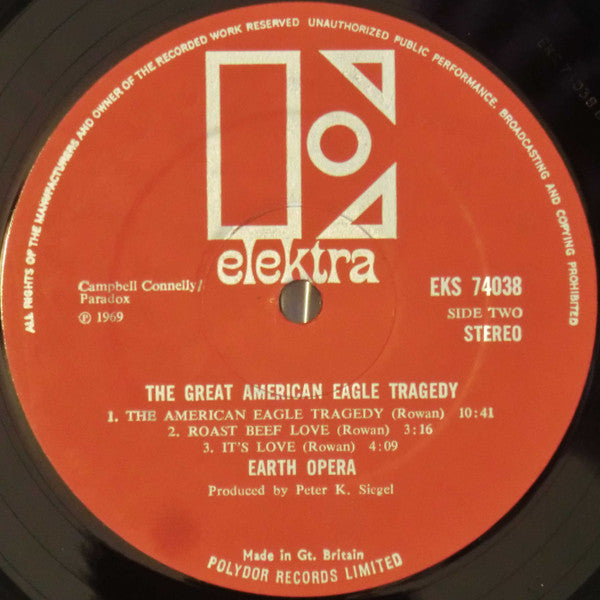 ALL RIGHTS OF THE MANUFACTURERS AND OWNER OF THE RECORDED WORK RESERVED UNAUTHORIZED PUBLIC PERFORMANCE, BROADCASTING AND COPYING PROHIBITED
elektra
Campbell Connelly/
Paradox
℗ 1969
EKS 74038
SIDE TWO
STEREO
THE GREAT AMERICAN EAGLE TRAGEDY
1. THE AMERICAN EAGLE TRAGEDY (Rowan) 10:41
2. ROAST BEEF LOVE (Rowan) 3:16
3. IT'S LOVE (Rowan) 4:09
EARTH OPERA
Produced by Peter K. Siegel
Made in Gt. Britain
POLYDOR RECORDS LIMITED